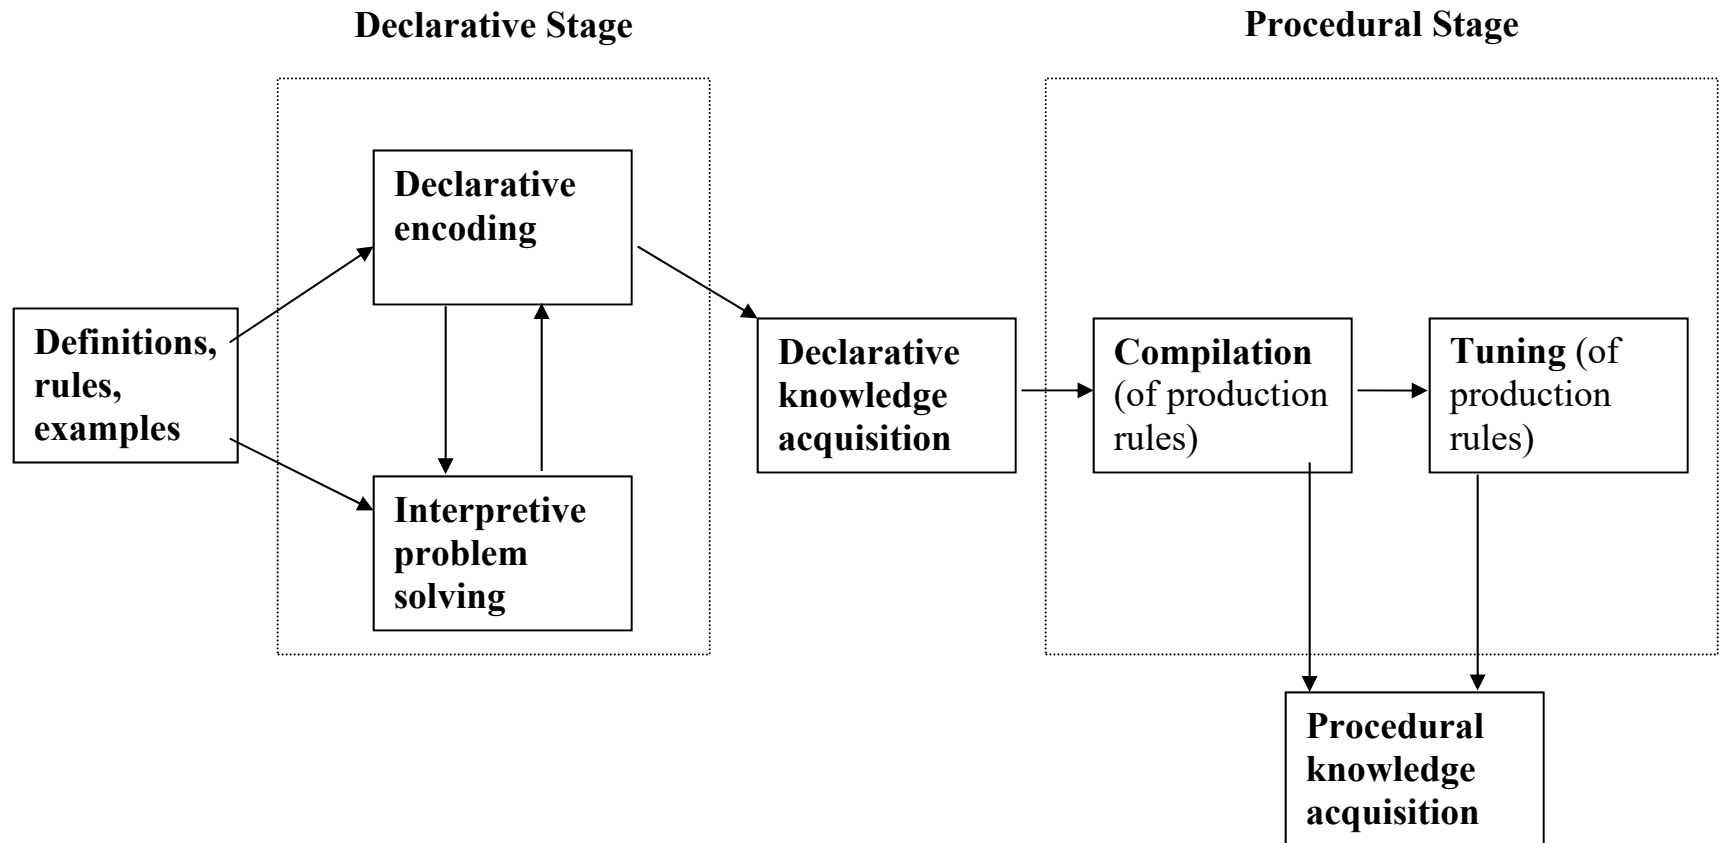 Declarative Stage
Procedural Stage
Declarative
encoding
Definitions,
rules,
examples
Interpretive
problem
solving
Declarative
knowledge
acquisition
Compilation
(of production
rules)
Tuning (of
production
rules)
Procedural
knowledge
acquisition